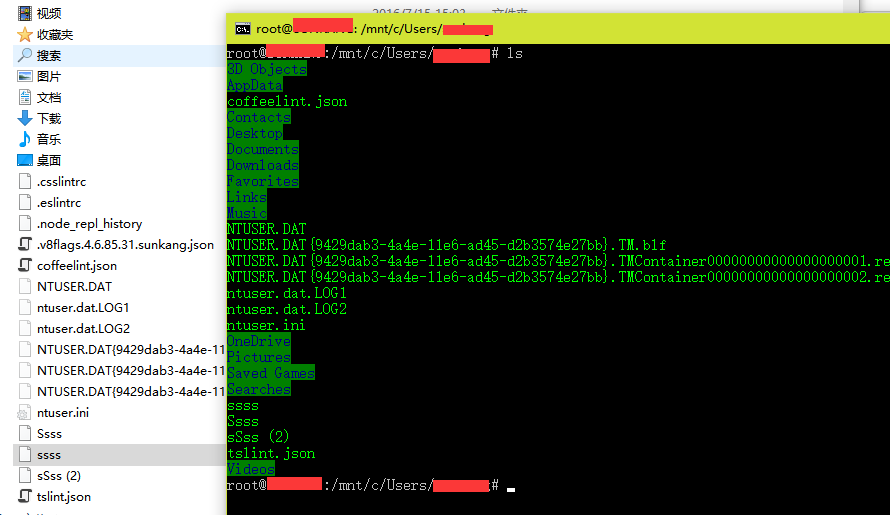 2016/7/15 15:03 文件夹
视频
收藏夹
搜索
图片
文档
下载
音乐
桌面
.csslintrc
.eslintrc
.node_repl_history
.v8flags.4.6.85.31.sunkang.json
coffeelint.json
NTUSER.DAT
ntuser.dat.LOG1
ntuser.dat.LOG2
NTUSER.DAT{9429dab3-4a4e-11
NTUSER.DAT{9429dab3-4a4e-11
NTUSER.DAT{9429dab3-4a4e-11
ntuser.ini
Ssss
ssss
sSss (2)
tslint.json
root@: /mnt/c/Users/
root@:/mnt/c/Users/# ls
3D Objects
AppData
coffeelint.json
Contacts
Desktop
Documents
Downloads
Favorites
Links
Music
NTUSER.DAT
NTUSER.DAT{9429dab3-4a4e-11e6-ad45-d2b3574e27bb}.TM.blf
NTUSER.DAT{9429dab3-4a4e-11e6-ad45-d2b3574e27bb}.TMContainer00000000000000000001.re
NTUSER.DAT{9429dab3-4a4e-11e6-ad45-d2b3574e27bb}.TMContainer00000000000000000002.re
ntuser.dat.LOG1
ntuser.dat.LOG2
ntuser.ini
OneDrive
Pictures
Saved Games
Searches
ssss
Ssss
sSss (2)
tslint.json
Videos
root@:/mnt/c/Users/#